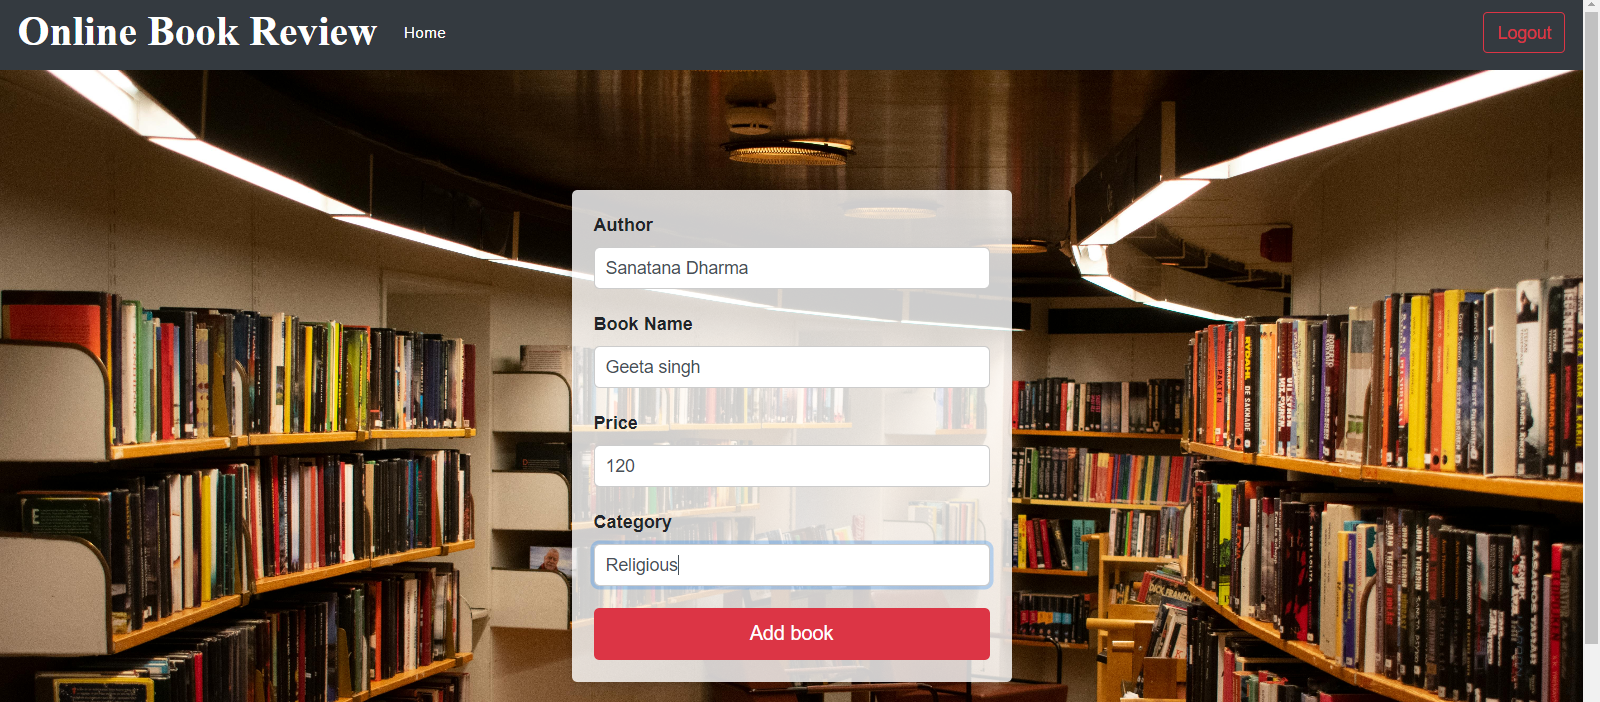 Online Book Review Home Logout
Author
Sanatana Dharma
Book Name
Geeta singh
Price
120
Category
Religious
Add book